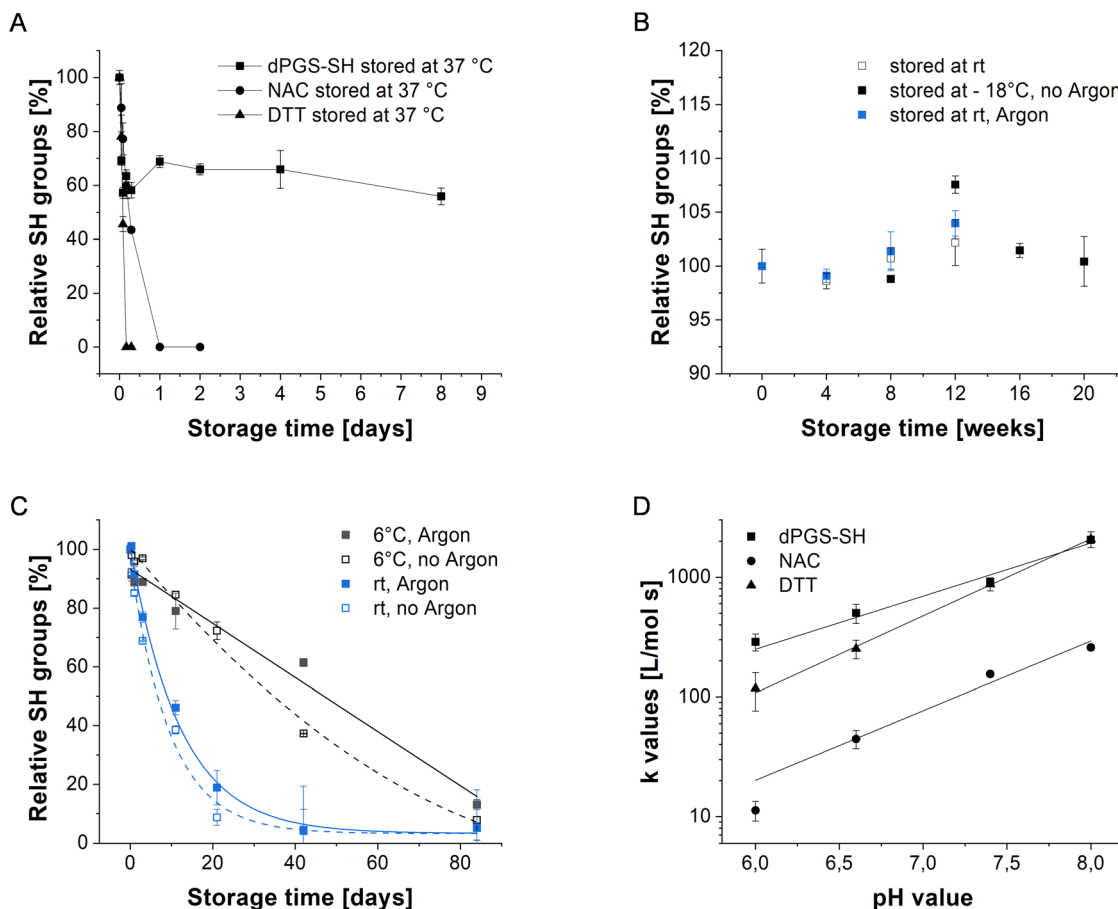 A
dPGS-SH stored at 37 °C
NAC stored at 37 °C
DTT stored at 37 °C
Relative SH groups [%]
100
80
60
40
20
0
0 1 2 3 4 5 6 7 8 9
Storage time [days]
B
stored at rt
stored at - 18°C, no Argon
stored at rt, Argon
Relative SH groups [%]
120
115
110
105
100
95
90
0 4 8 12 16 20
Storage time [weeks]
C
6°C, Argon
6°C, no Argon
rt, Argon
rt, no Argon
Relative SH groups [%]
100
80
60
40
20
0
0 20 40 60 80
Storage time [days]
D
dPGS-SH
NAC
DTT
k values [L/mol s]
1000
100
10
6,0 6,5 7,0 7,5 8,0
pH value